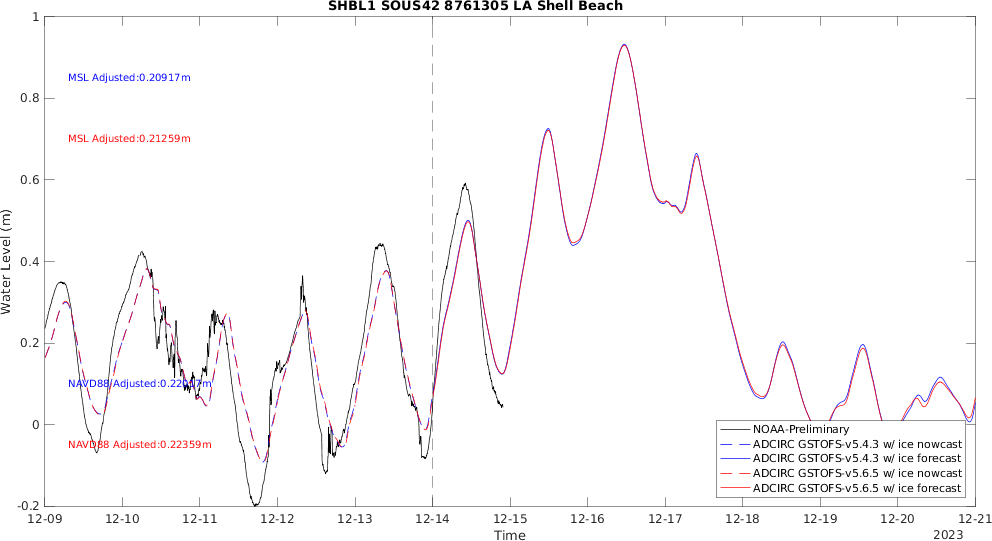 SHBL1 SOUS42 8761305 LA Shell Beach
1
0.8
0.6
0.4
0.2
0
-0.2
Water Level (m)
MSL Adjusted:0.20917m
MSL Adjusted:0.21259m
NAVD88 Adjusted:
NAVD88 Adjusted:0.22359m
NOAA-Preliminary
ADCIRC GSTOFS-v5.4.3 w/ ice nowcast
ADCIRC GSTOFS-v5.4.3 w/ ice forecast
ADCIRC GSTOFS-v5.6.5 w/ ice nowcast
ADCIRC GSTOFS-v5.6.5 w/ ice forecast
12-09 12-10 12-11 12-12 12-13 12-14 12-15 12-16 12-17 12-18 12-19 12-20 12-21
Time
2023